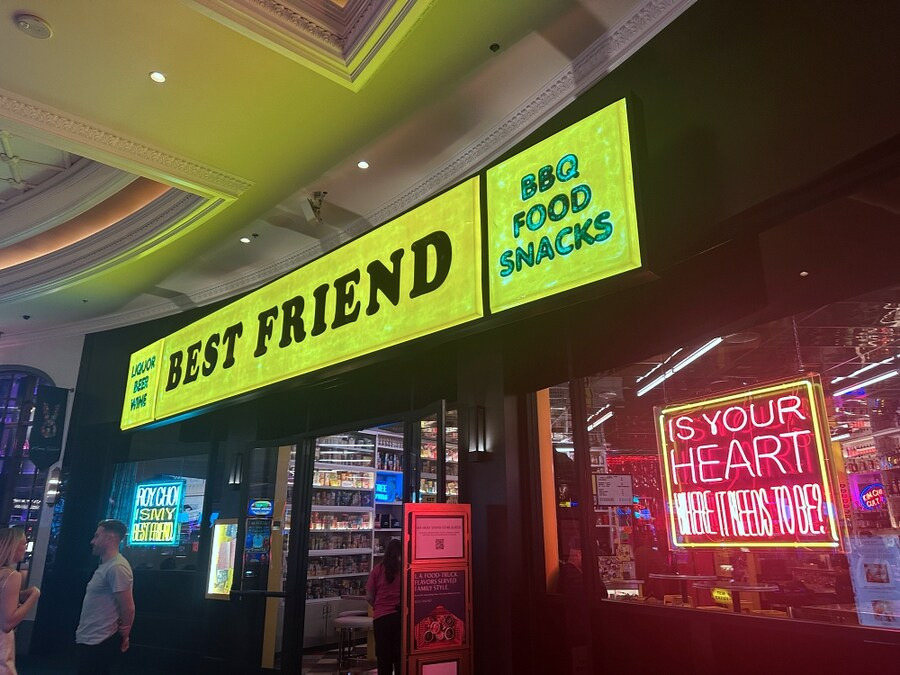 LIQUOR
BEER
WINE
BEST FRIEND
BBQ
FOOD
SNACKS
ROY CHOI
IS MY
BEST FRIEND.
IS YOUR
HEART
WHERE IT NEEDS TO BE?
L.A. FOOD-TRUCK
FLAVORS SERVED
FAMILY STYLE.